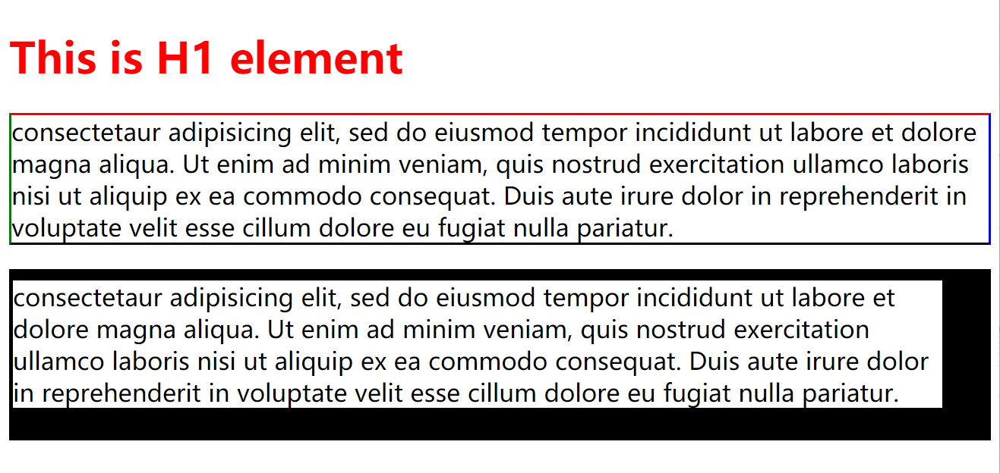 This is H1 element
consectetaur adipisicing elit, sed do eiusmod tempor incididunt ut labore et dolore
magna aliqua. Ut enim ad minim veniam, quis nostrud exercitation ullamco laboris
nisi ut aliquip ex ea commodo consequat. Duis aute irure dolor in reprehenderit in
voluptate velit esse cillum dolore eu fugiat nulla pariatur.
consectetaur adipisicing elit, sed do eiusmod tempor incididunt ut labore et
dolore magna aliqua. Ut enim ad minim veniam, quis nostrud exercitation
ullamco laboris nisi ut aliquip ex ea commodo consequat. Duis aute irure dolor
in reprehenderit in voluptate velit esse cillum dolore eu fugiat nulla pariatur.